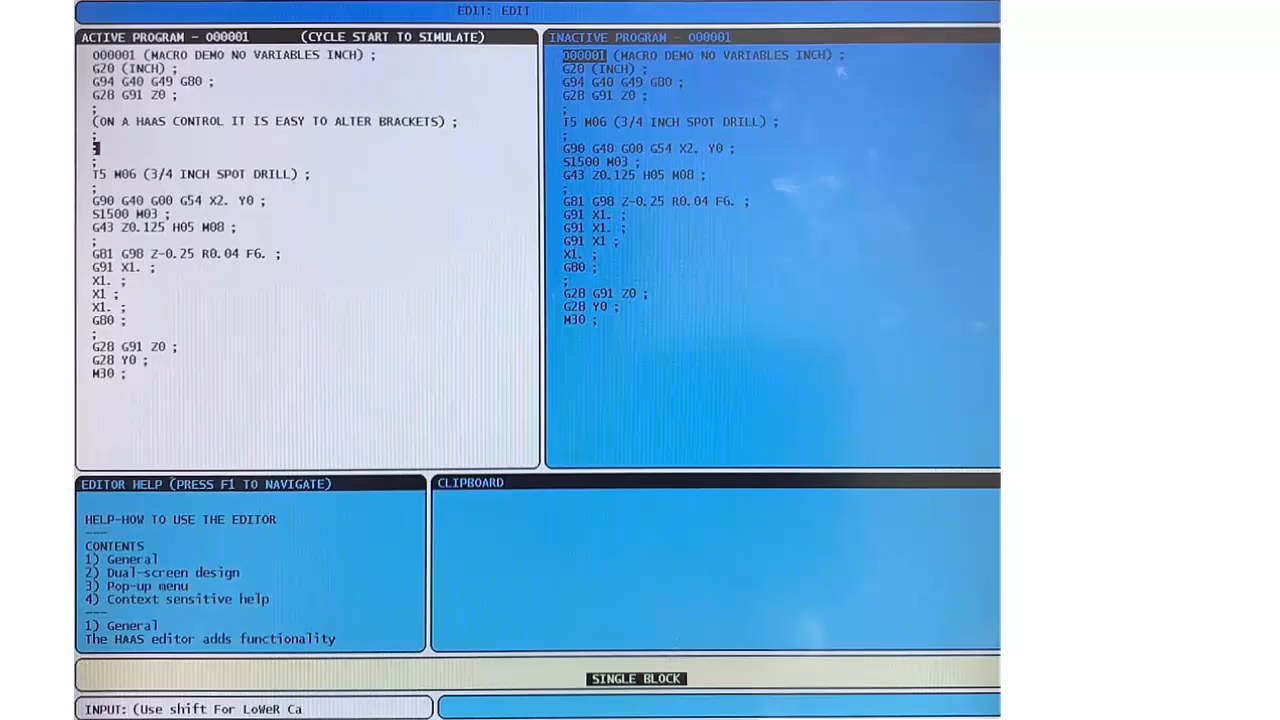 EDIT: EDIT
ACTIVE PROGRAM - O00001 (CYCLE START TO SIMULATE)
O00001 (MACRO DEMO NO VARIABLES INCH) ;
G20 (INCH) ;
G94 G40 G49 G80 ;
G28 G91 Z0 ;
;
(ON A HAAS CONTROL IT IS EASY TO ALTER BRACKETS) ;
;
;
;
T5 M06 (3/4 INCH SPOT DRILL) ;
;
G90 G40 G00 G54 X2. Y0 ;
S1500 M03 ;
G43 Z0.125 H05 M08 ;
;
G81 G98 Z-0.25 R0.04 F6. ;
G91 X1. ;
X1. ;
X1 ;
X1. ;
G80 ;
;
G28 G91 Z0 ;
G28 Y0 ;
M30 ;
INACTIVE PROGRAM - O00001
O00001 (MACRO DEMO NO VARIABLES INCH) ;
G20 (INCH) ;
G94 G40 G49 G80 ;
G28 G91 Z0 ;
;
T5 M06 (3/4 INCH SPOT DRILL) ;
;
G90 G40 G00 G54 X2. Y0 ;
S1500 M03 ;
G43 Z0.125 H05 M08 ;
;
G81 G98 Z-0.25 R0.04 F6. ;
G91 X1. ;
G91 X1. ;
G91 X1 ;
X1. ;
G80 ;
;
G28 G91 Z0 ;
G28 Y0 ;
M30 ;
EDITOR HELP (PRESS F1 TO NAVIGATE)
HELP-HOW TO USE THE EDITOR
---
CONTENTS
1) General
2) Dual-screen design
3) Pop-up menu
4) Context sensitive help
---
1) General
The HAAS editor adds functionality
CLIPBOARD
SINGLE BLOCK
INPUT: (Use shift For LoWeR Ca